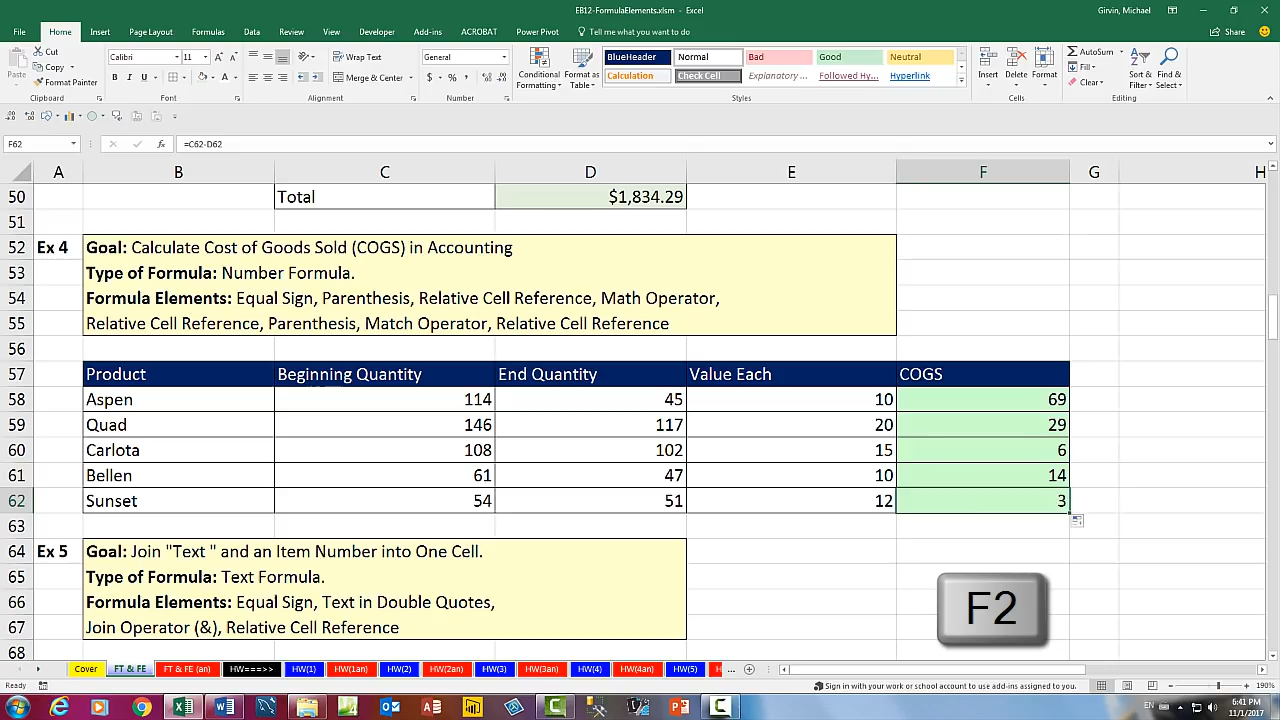 EB12-FormulaElements.xlsm - Excel
Girvin, Michael
File Home Insert Page Layout Formulas Data Review View Developer Add-ins ACROBAT Power Pivot Tell me what you want to do... Share
Cut
Copy
Format Painter
Paste
Clipboard
Calibri 11
B I U
Font
Wrap Text
Merge & Center
Alignment
General
$ % ,
Number
Conditional Formatting
Format as Table
BlueHeader Normal Bad Good Neutral
Calculation Check Cell Explanatory ... Followed Hy... Hyperlink
Styles
Insert Delete Format
Cells
AutoSum
Fill
Clear
Sort & Filter
Find & Select
Editing
F62 fx =C62-D62
A B C D E F G H
50 Total $1,834.29
51
52 Ex 4 Goal: Calculate Cost of Goods Sold (COGS) in Accounting
53 Type of Formula: Number Formula.
54 Formula Elements: Equal Sign, Parenthesis, Relative Cell Reference, Math Operator,
55 Relative Cell Reference, Parenthesis, Match Operator, Relative Cell Reference
56
57 Product Beginning Quantity End Quantity Value Each COGS
58 Aspen 114 45 10 69
59 Quad 146 117 20 29
60 Carlota 108 102 15 6
61 Bellen 61 47 10 14
62 Sunset 54 51 12 3
63
64 Ex 5 Goal: Join "Text " and an Item Number into One Cell.
65 Type of Formula: Text Formula.
66 Formula Elements: Equal Sign, Text in Double Quotes,
67 Join Operator (&), Relative Cell Reference
68
F2
Cover FT & FE FT & FE (an) HW===>> HW(1) HW(1an) HW(2) HW(2an) HW(3) HW(3an) HW(4) HW(4an) HW(5) H ...
Ready
Sign in with your work or school account to use add-ins assigned to you.
190%
EN
6:41 PM
11/1/2017